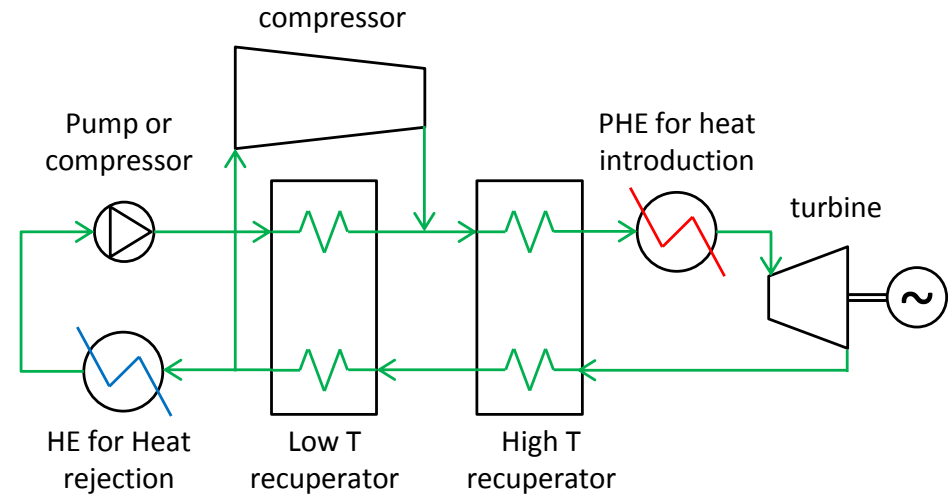 compressor
Pump or
compressor
PHE for heat
introduction
turbine
~
HE for Heat
rejection
Low T
recuperator
High T
recuperator